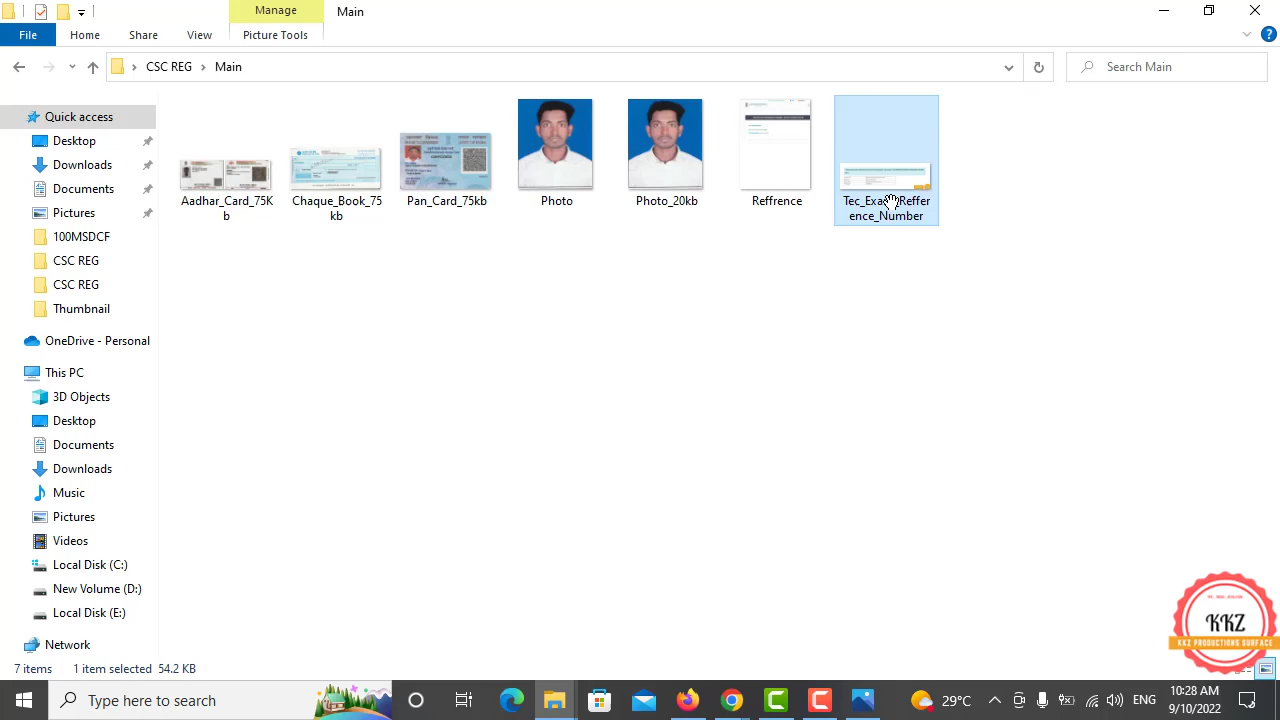 Manage
Main
File
Home
Share
View
Picture Tools
CSC REG
Main
Search Main
Quick access
Desktop
Downloads
Documents
Pictures
100MSDCF
CSC REG
CSC REG
Thumbnail
OneDrive - Personal
This PC
3D Objects
Desktop
Documents
Downloads
Music
Pictures
Videos
Local Disk (C:)
New Volume (D:)
Local Disk (E:)
Network
Aadhar_Card_75K
b
Chaque_Book_75
kb
Pan_Card_75kb
Photo
Photo_20kb
Reffrence
Tec_Exam_Reffer
ence_Number
KKZ
KKZ PRODUCTIONS SURFACE
7 items
1 item selected 54.2 KB
Type here to search
29°C
ENG
10:28 AM
9/10/2022